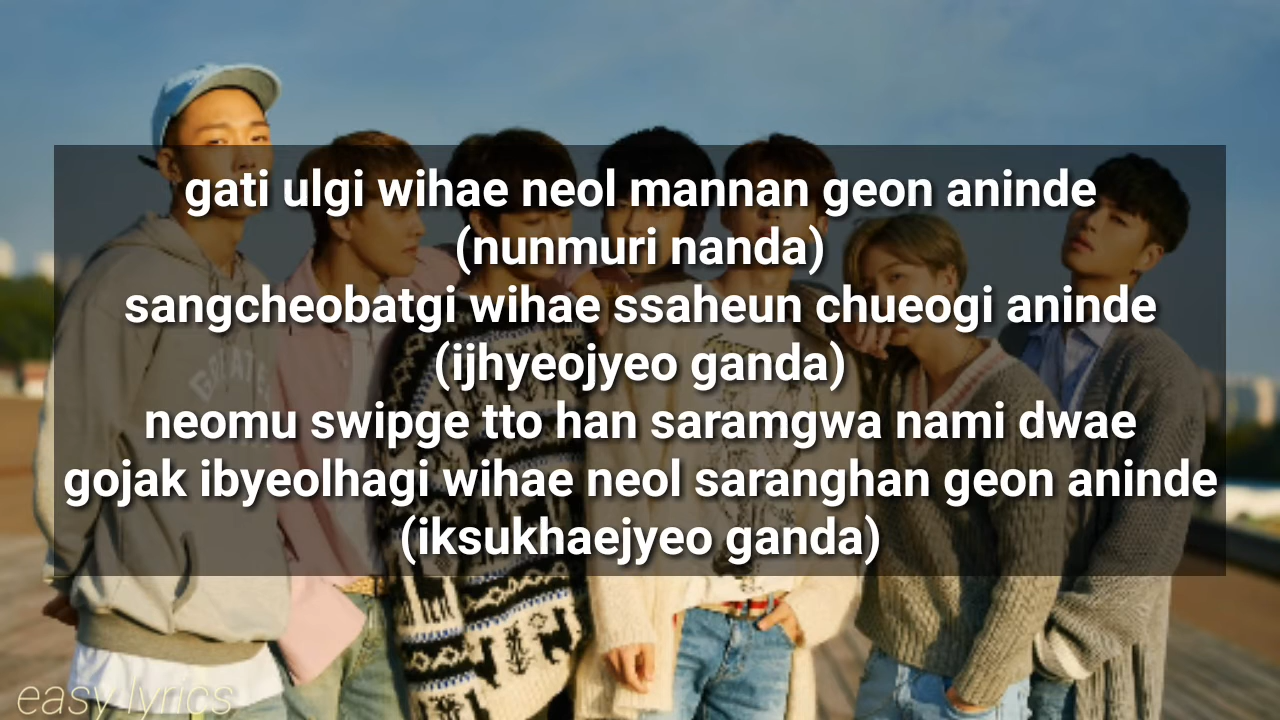 gati ulgi wihae neol mannan geon aninde
(nunmuri nanda)
sangcheobatgi wihae ssaheun chueogi aninde
(ijhyeojyeo ganda)
neomu swipge tto han saramgwa nami dwae
gojak ibyeolhagi wihae neol saranghan geon aninde
(iksukhaejyeo ganda)
easy lyrics